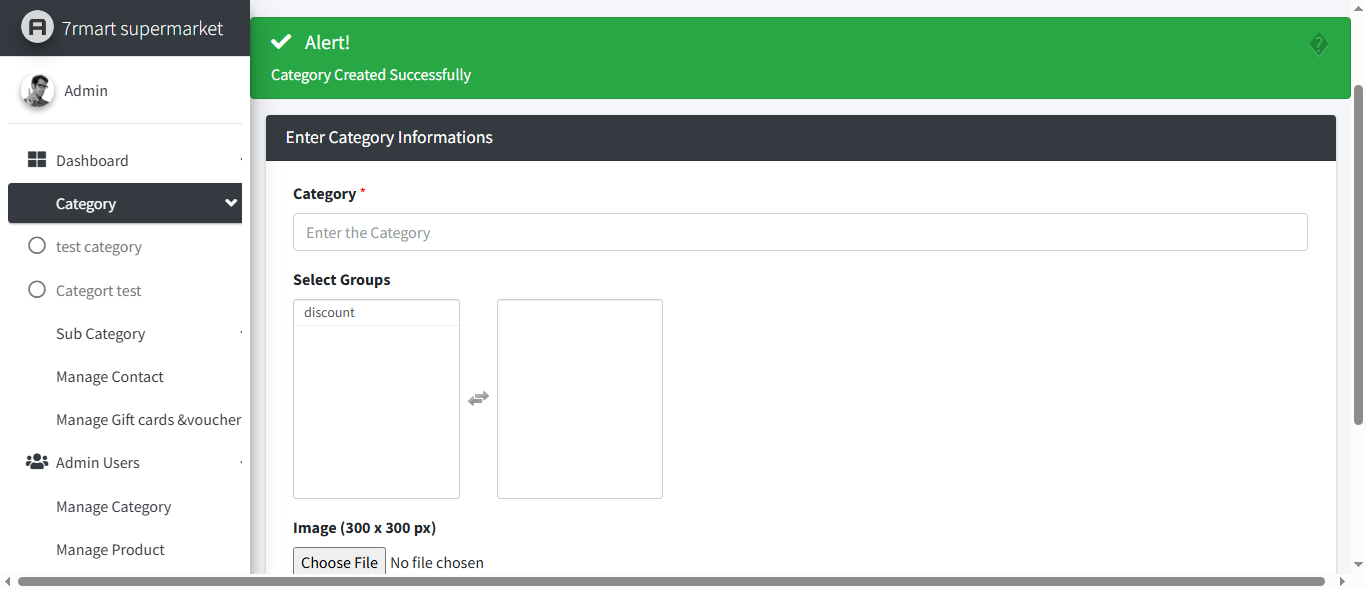 7rmart supermarket
Admin
Dashboard
Category
test category
Categort test
Sub Category
Manage Contact
Manage Gift cards &voucher
Admin Users
Manage Category
Manage Product
Alert!
Category Created Successfully
Enter Category Informations
Category *
Enter the Category
Select Groups
discount
Image (300 x 300 px)
Choose File No file chosen